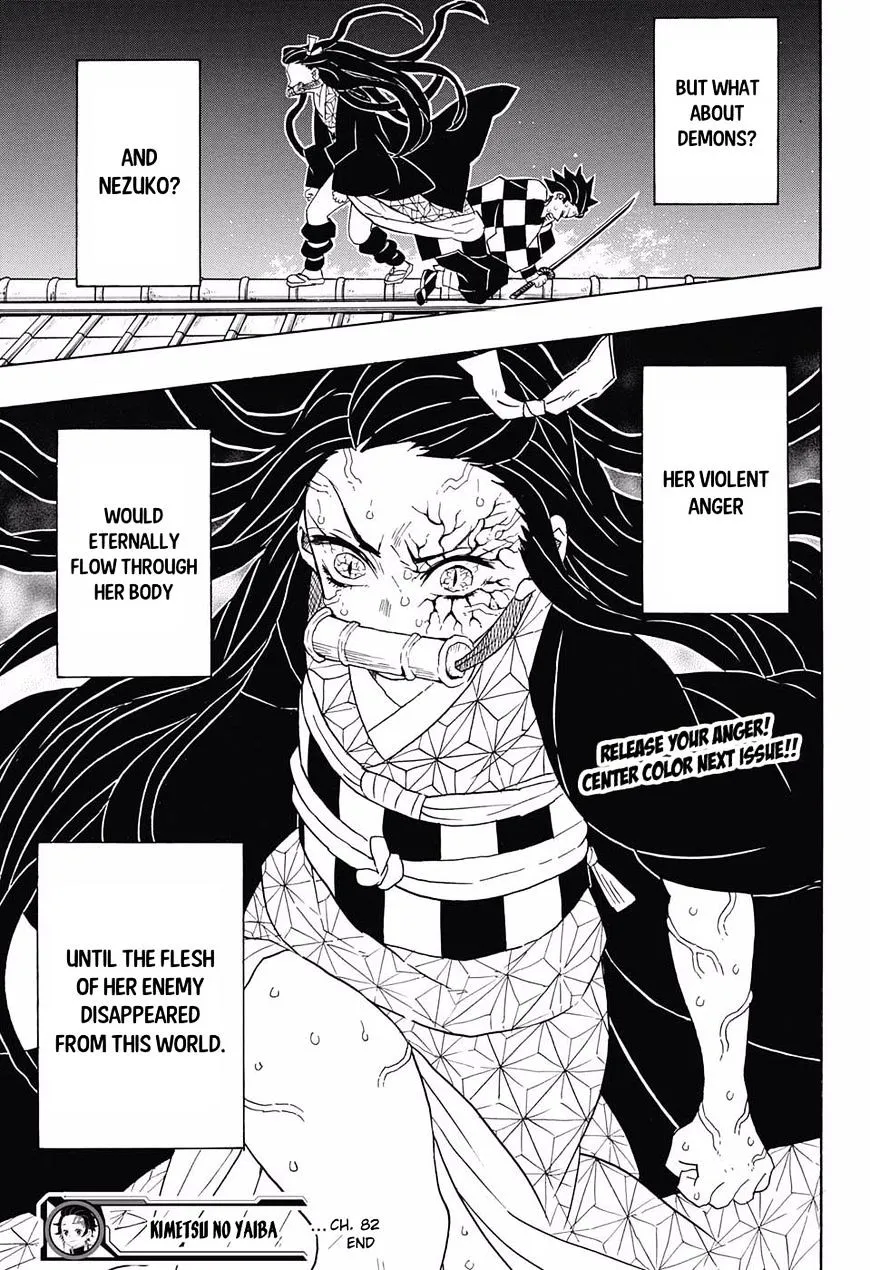 BUT WHAT
ABOUT
DEMONS?
AND
NEZUKO?
HER VIOLENT
ANGER
WOULD
ETERNALLY
FLOW THROUGH
HER BODY
RELEASE YOUR ANGER!
CENTER COLOR NEXT ISSUE!!
UNTIL THE FLESH
OF HER ENEMY
DISAPPEARED
FROM THIS WORLD.
KIMETSU NO YAIBA
...CH. 82
END